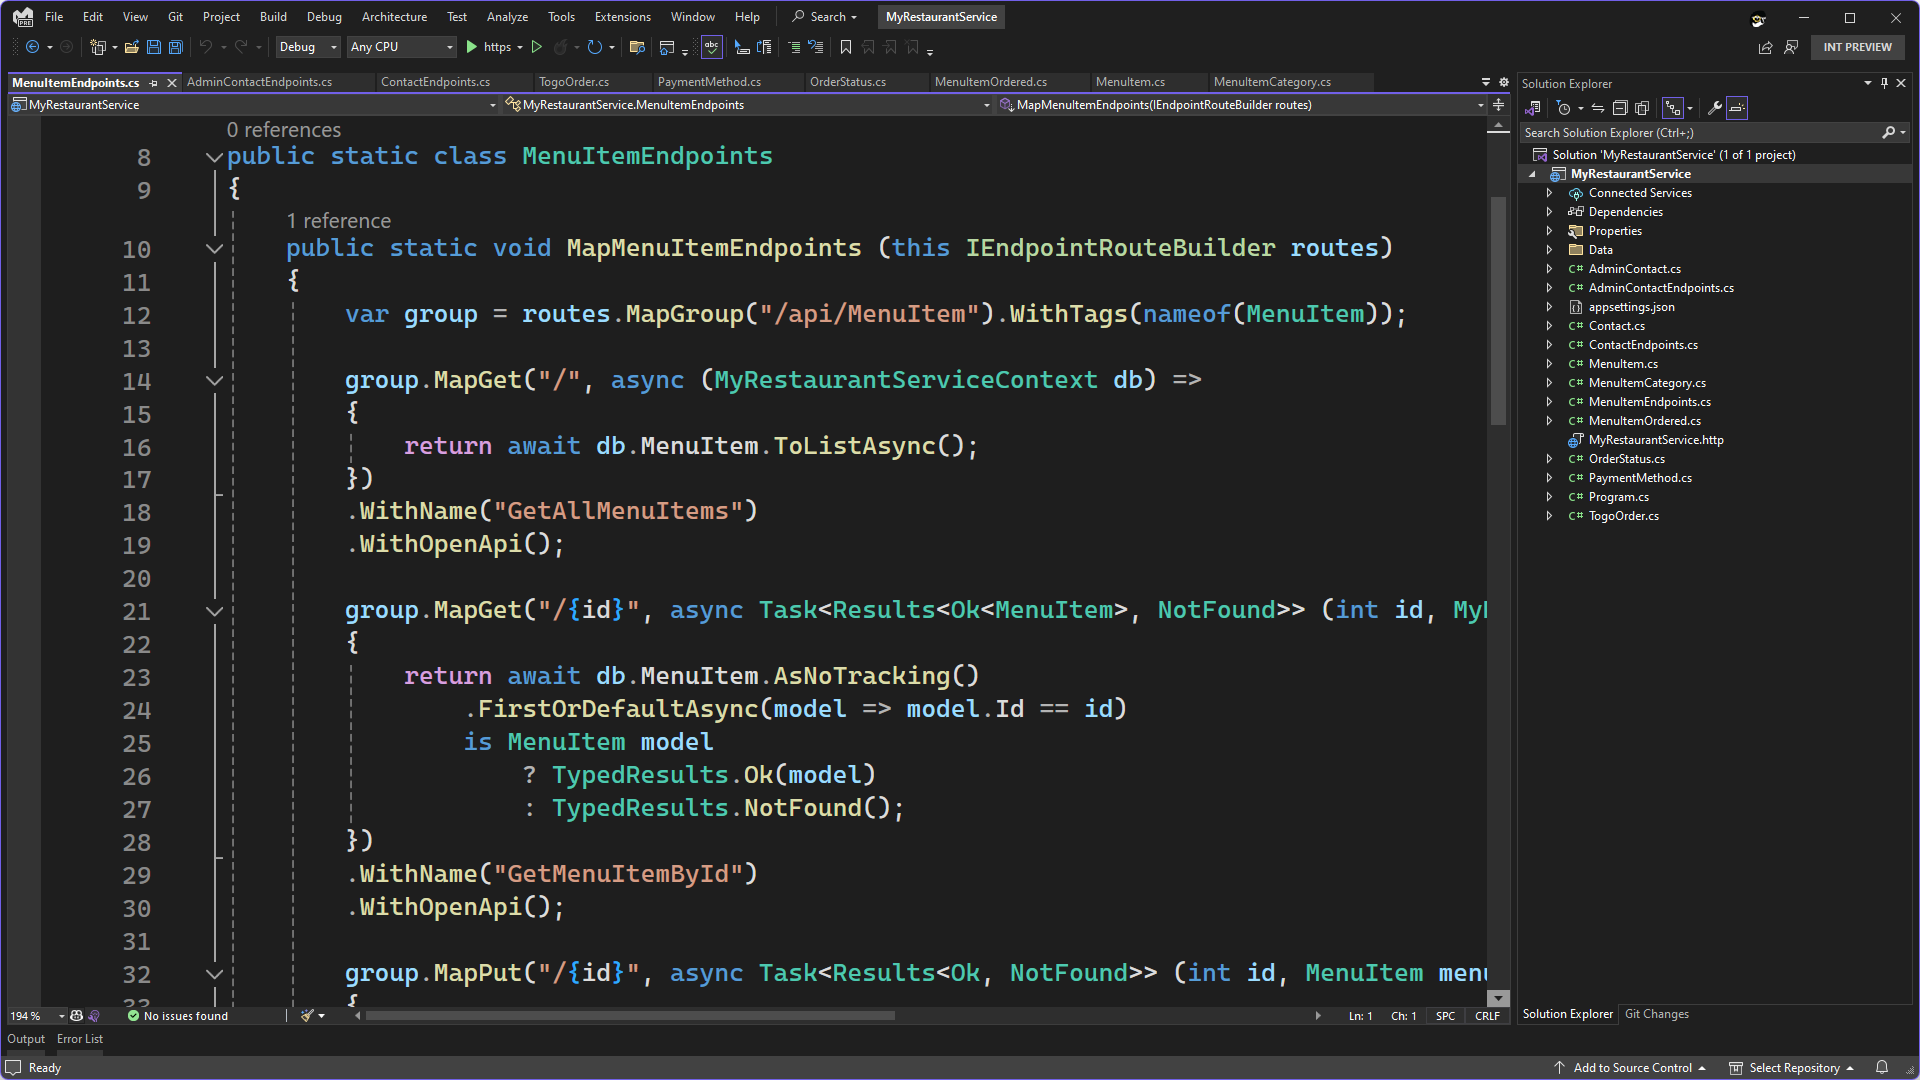 File Edit View Git Project Build Debug Architecture Test Analyze Tools Extensions Window Help Search MyRestaurantService
Debug Any CPU https abc INT PREVIEW
MenuItemEndpoints.cs AdminContactEndpoints.cs ContactEndpoints.cs TogoOrder.cs PaymentMethod.cs OrderStatus.cs MenuItemOrdered.cs MenuItem.cs MenuItemCategory.cs
MyRestaurantService MyRestaurantService.MenuItemEndpoints MapMenuItemEndpoints(IEndpointRouteBuilder routes)
0 references
8 public static class MenuItemEndpoints
9 {
1 reference
10 public static void MapMenuItemEndpoints (this IEndpointRouteBuilder routes)
11 {
12 var group = routes.MapGroup("/api/MenuItem").WithTags(nameof(MenuItem));
13
14 group.MapGet("/", async (MyRestaurantServiceContext db) =>
15 {
16 return await db.MenuItem.ToListAsync();
17 })
18 .WithName("GetAllMenuItems")
19 .WithOpenApi();
20
21 group.MapGet("/{id}", async Task<Results<Ok<MenuItem>, NotFound>> (int id, My
22 {
23 return await db.MenuItem.AsNoTracking()
24 .FirstOrDefaultAsync(model => model.Id == id)
25 is MenuItem model
26 ? TypedResults.Ok(model)
27 : TypedResults.NotFound();
28 })
29 .WithName("GetMenuItemById")
30 .WithOpenApi();
31
32 group.MapPut("/{id}", async Task<Results<Ok, NotFound>> (int id, MenuItem menu
33 {
194 % No issues found Ln: 1 Ch: 1 SPC CRLF
Output Error List
Solution Explorer
Search Solution Explorer (Ctrl+;)
Solution 'MyRestaurantService' (1 of 1 project)
MyRestaurantService
Connected Services
Dependencies
Properties
Data
C# AdminContact.cs
C# AdminContactEndpoints.cs
appsettings.json
C# Contact.cs
C# ContactEndpoints.cs
C# MenuItem.cs
C# MenuItemCategory.cs
C# MenuItemEndpoints.cs
C# MenuItemOrdered.cs
MyRestaurantService.http
C# OrderStatus.cs
C# PaymentMethod.cs
C# Program.cs
C# TogoOrder.cs
Solution Explorer Git Changes
Ready Add to Source Control Select Repository